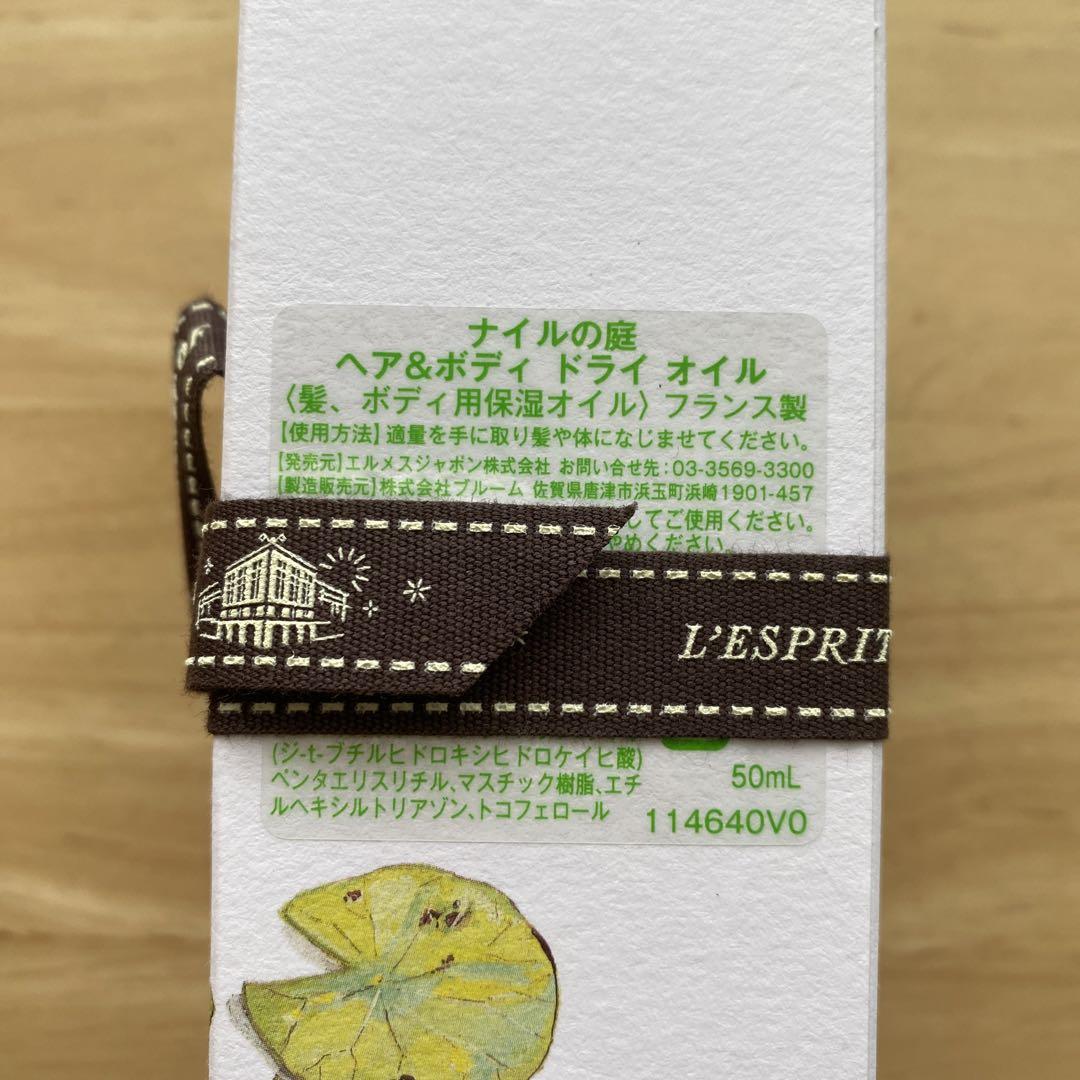 ナイルの庭
ヘア&ボディ ドライ オイル
〈髪、ボディ用保湿オイル〉フランス製
【使用方法】適量を手に取り髪や体になじませてください。
【発売元】エルメスジャポン株式会社 お問い合せ先:03-3569-3300
【製造販売元】株式会社ブルーム 佐賀県唐津市浜玉町浜崎1901-457
してご使用ください。
やめください。
L'ESPRIT
(ジ-t-ブチルヒドロキシヒドロケイヒ酸)
ペンタエリスリチル、マスチック樹脂、エチ
ルヘキシルトリアゾン、トコフェロール
50mL
114640V0